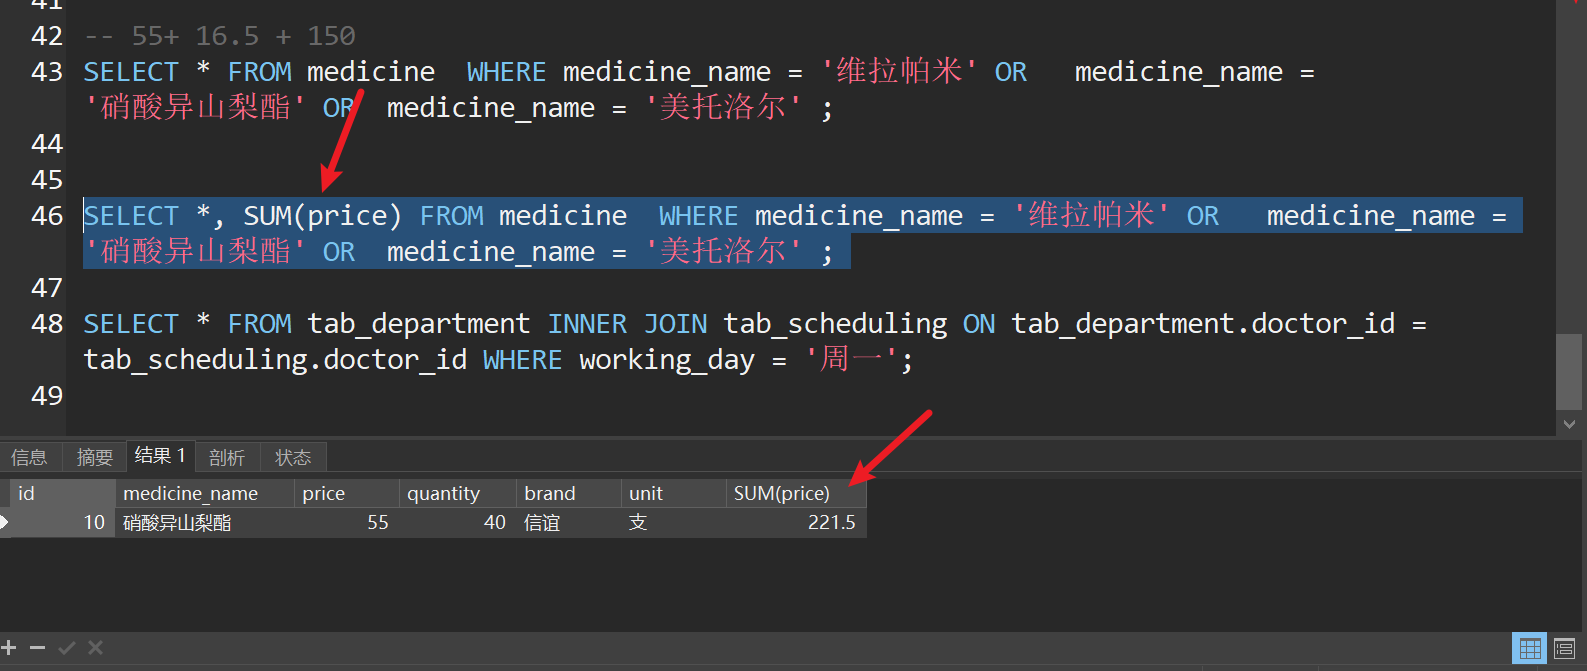 41
42 -- 55+ 16.5 + 150
43 SELECT * FROM medicine  WHERE medicine_name = '维拉帕米' OR   medicine_name =
'硝酸异山梨酯' OR  medicine_name = '美托洛尔' ;
44
45
46 SELECT *, SUM(price) FROM medicine  WHERE medicine_name = '维拉帕米' OR   medicine_name =
'硝酸异山梨酯' OR  medicine_name = '美托洛尔' ;
47
48 SELECT * FROM tab_department INNER JOIN tab_scheduling ON tab_department.doctor_id =
tab_scheduling.doctor_id WHERE working_day = '周一';
49
信息 摘要 结果 1 剖析 状态
id medicine_name price quantity brand unit SUM(price)
10 硝酸异山梨酯 55 40 信谊 支 221.5